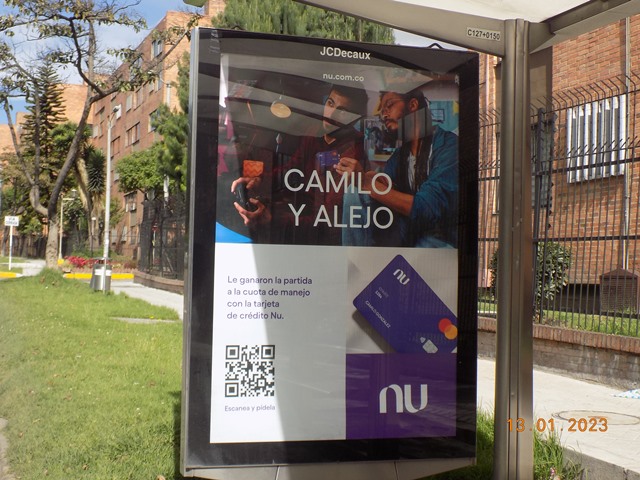 C127+0150
JCDecaux
nu.com.co
CAMILO
Y ALEJO
Le ganaron la partida
a la cuota de manejo
con la tarjeta
de crédito Nu.
nu
Escanea y pídela
nu
13.01.2023